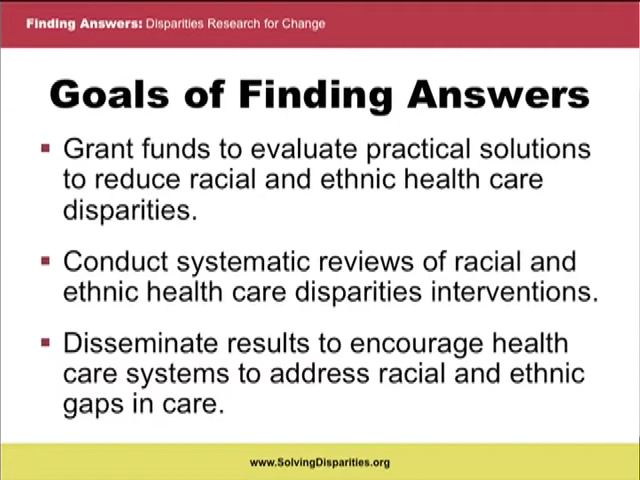 Finding Answers: Disparities Research for Change
Goals of Finding Answers
▪ Grant funds to evaluate practical solutions
to reduce racial and ethnic health care
disparities.
▪ Conduct systematic reviews of racial and
ethnic health care disparities interventions.
▪ Disseminate results to encourage health
care systems to address racial and ethnic
gaps in care.
www.SolvingDisparities.org